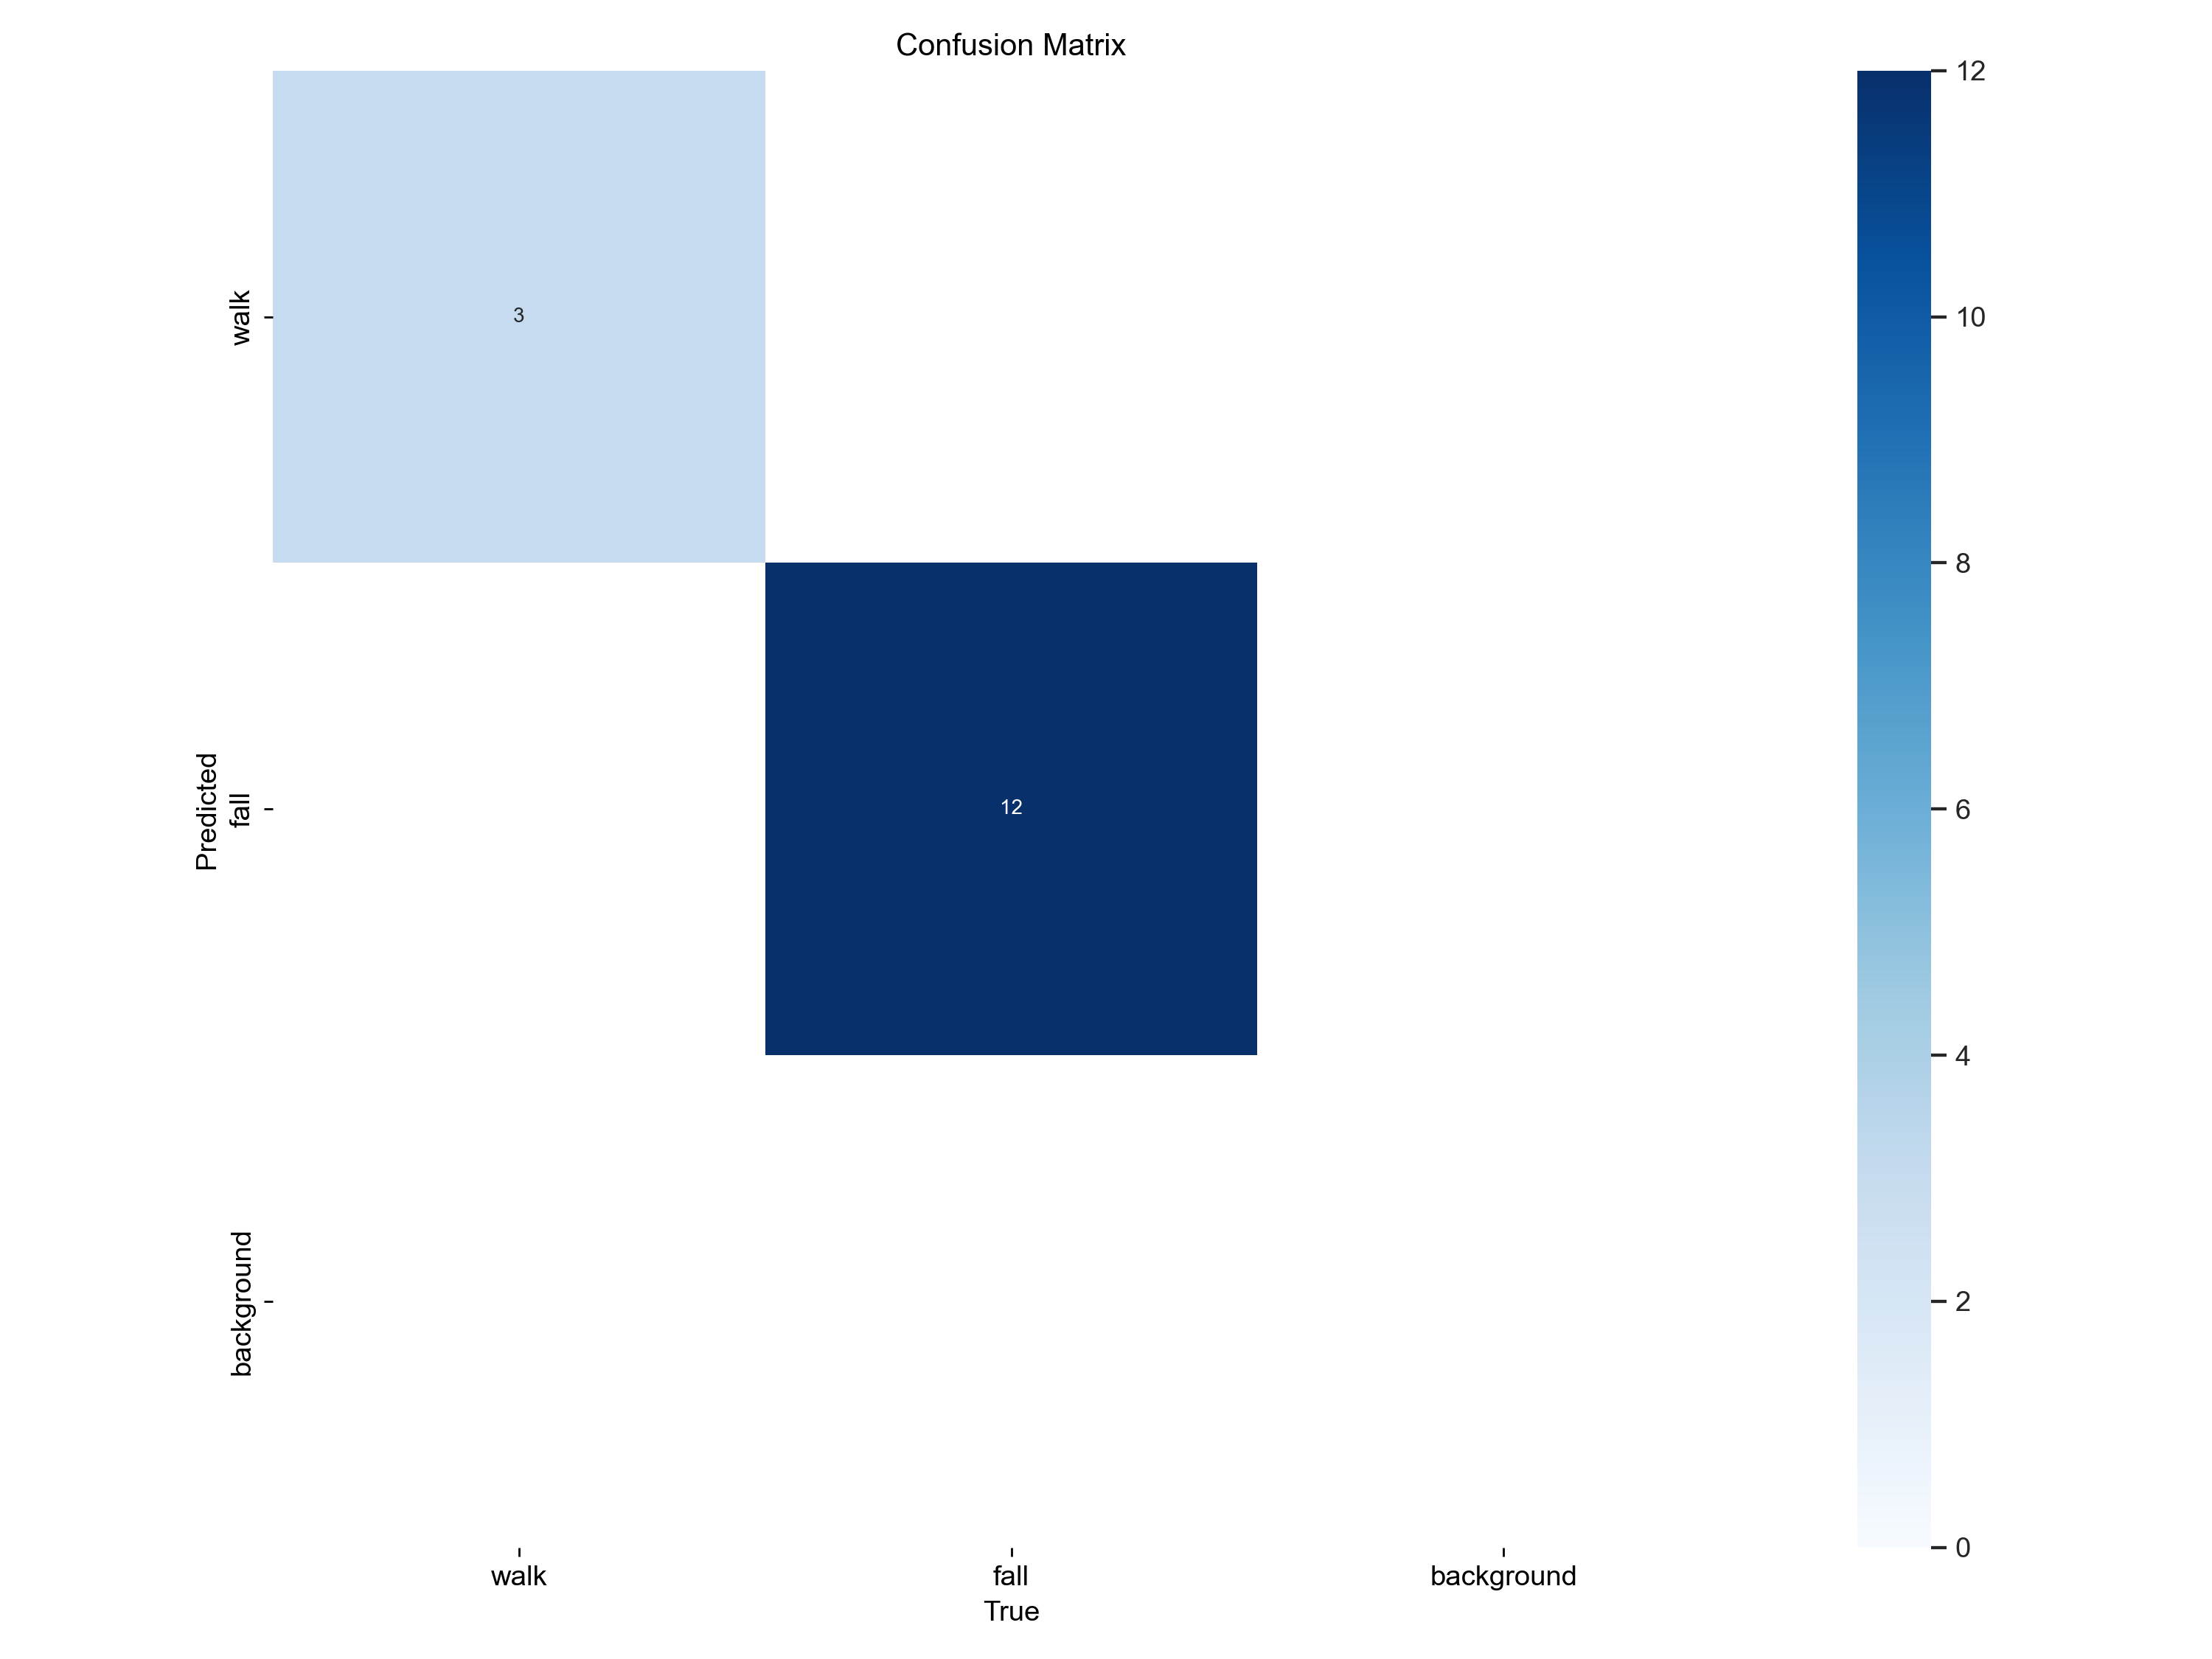 Confusion Matrix
Predicted
walk
fall
background
3
12
walk
fall
background
True
12
10
8
6
4
2
0